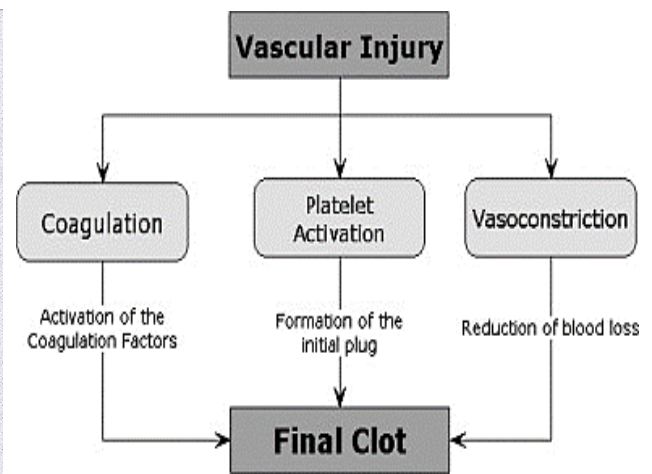 Vascular Injury
Coagulation
Platelet
Activation
Vasoconstriction
Activation of the
Coagulation Factors
Formation of the
initial plug
Reduction of blood loss
Final Clot